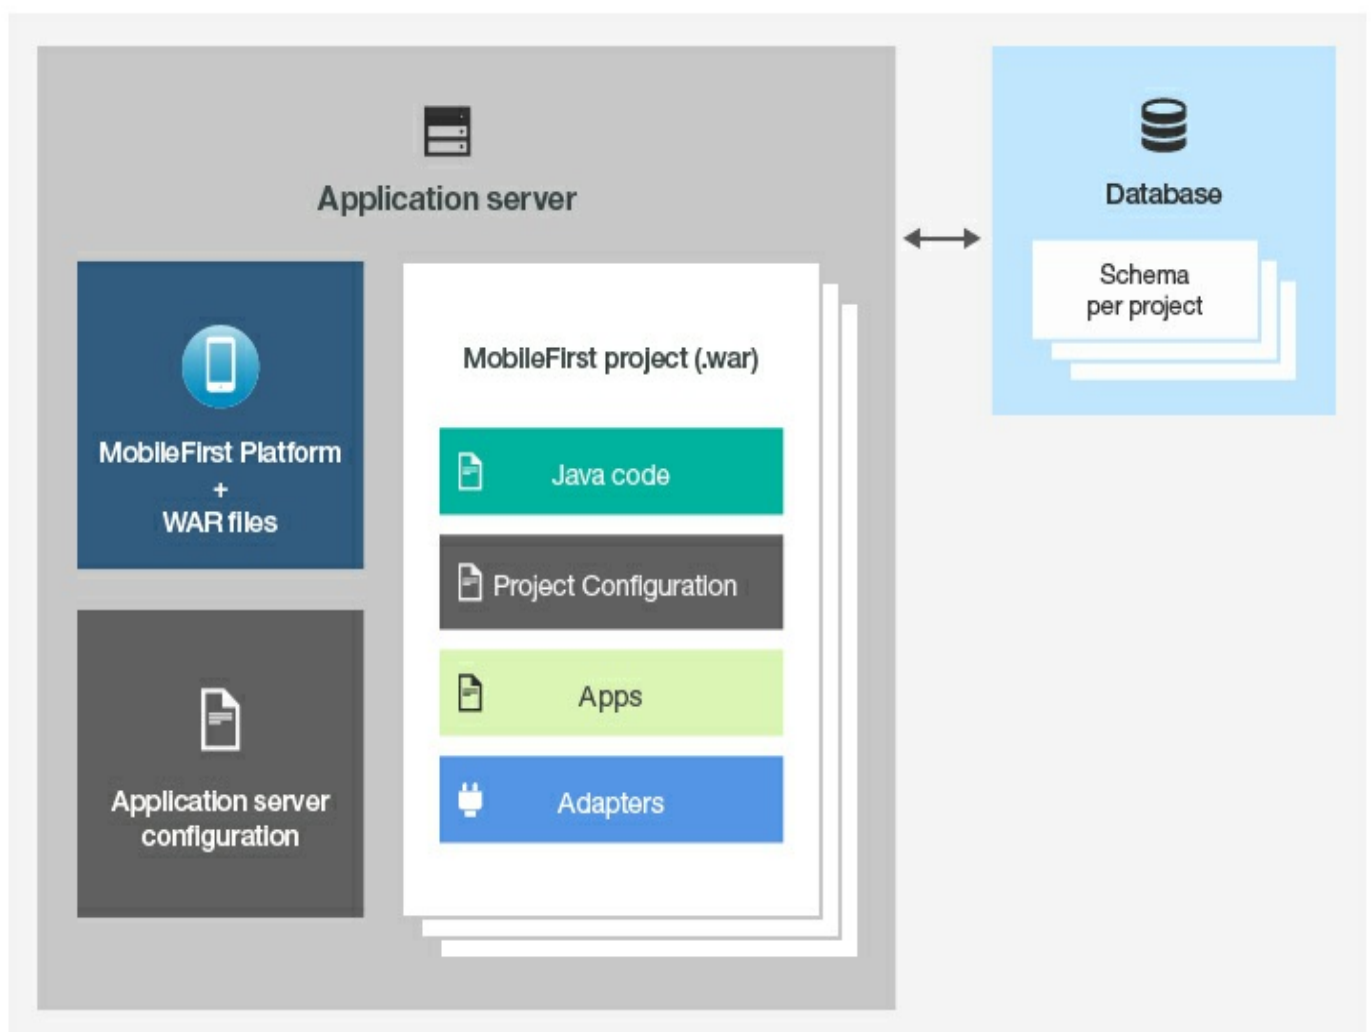 Application server
MobileFirst Platform
+
WAR files
Application server
configuration
MobileFirst project (.war)
Java code
Project Configuration
Apps
Adapters
Database
Schema
per project